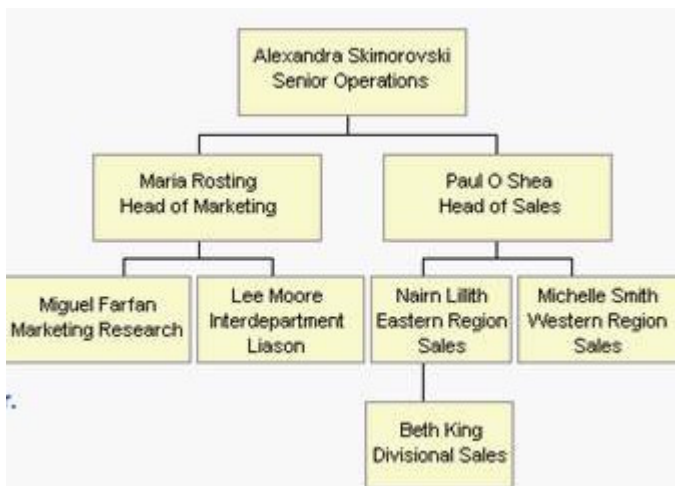 Alexandra Skimorovski
Senior Operations
Maria Rosting
Head of Marketing
Paul O Shea
Head of Sales
Miguel Farfan
Marketing Research
Lee Moore
Interdepartment
Liason
Nairn Lillith
Eastern Region
Sales
Michelle Smith
Western Region
Sales
r.
Beth King
Divisional Sales